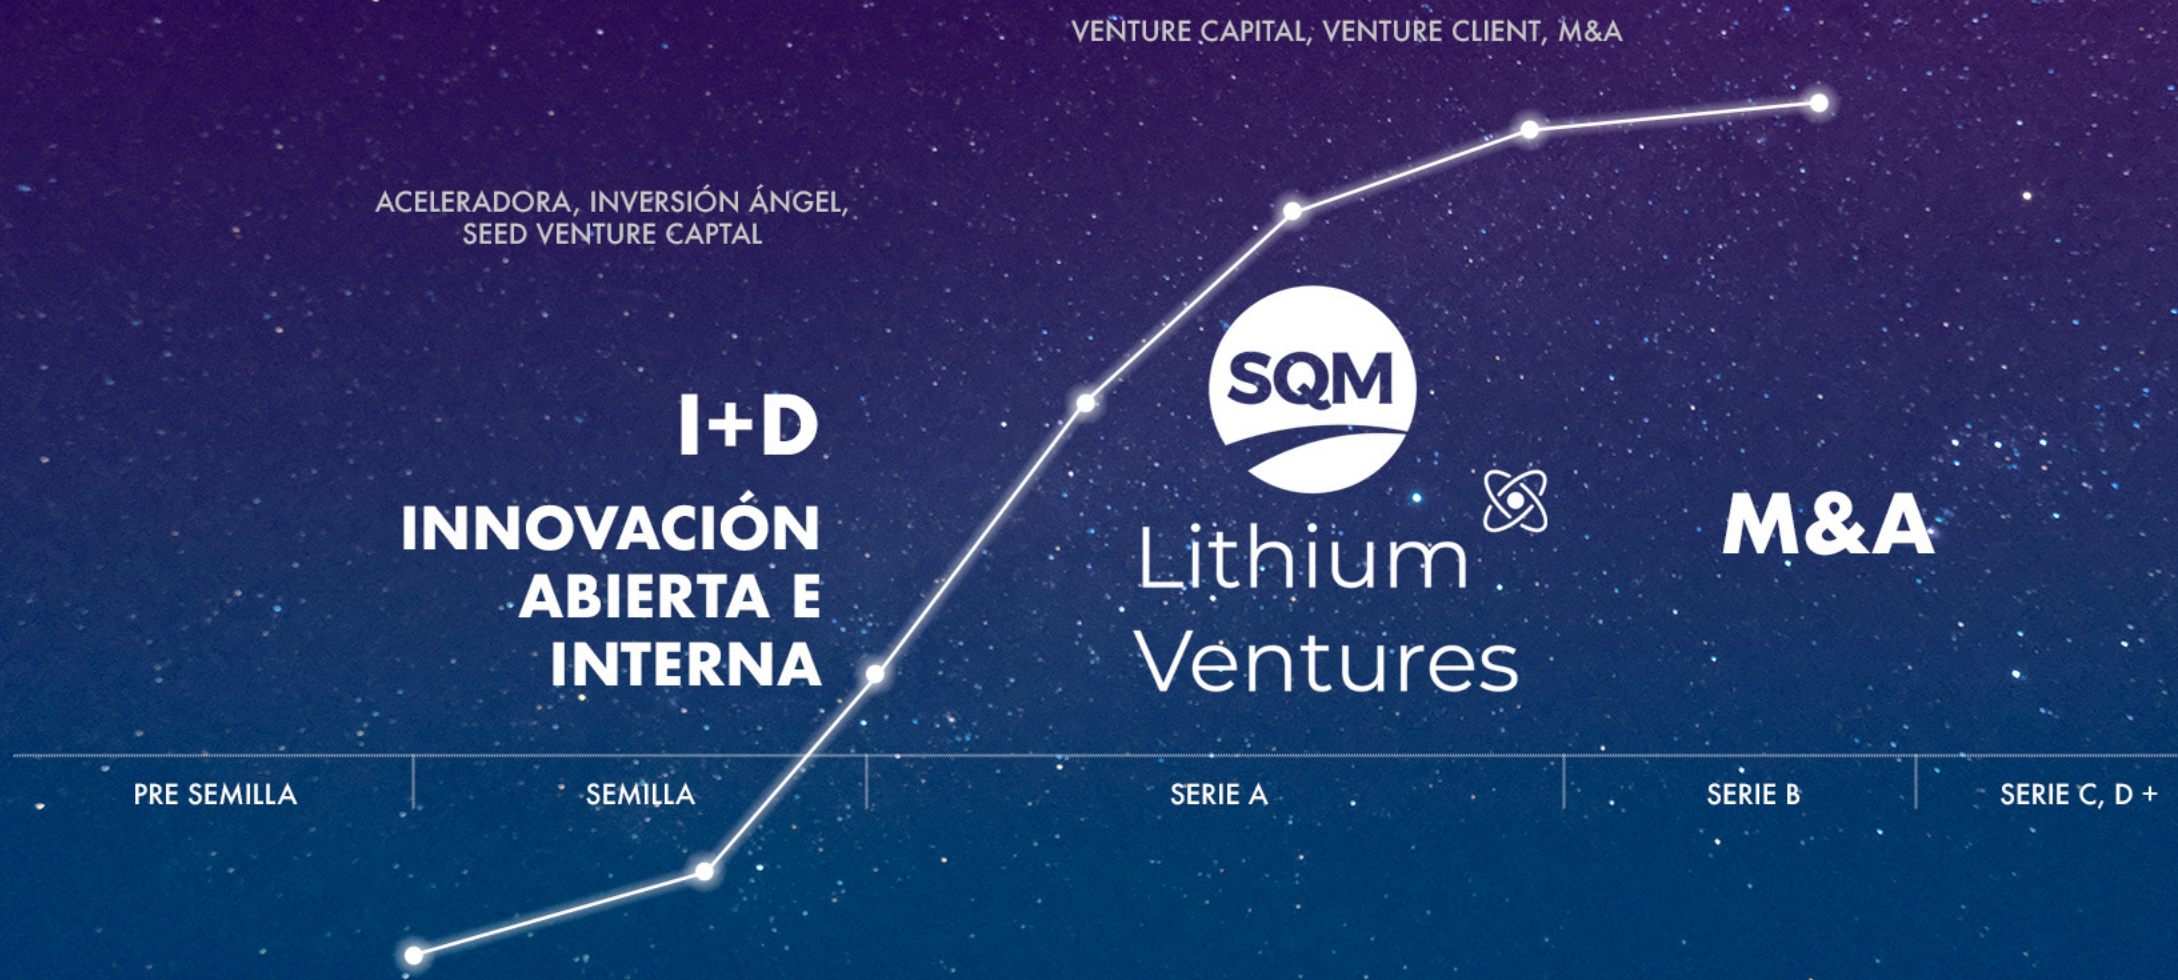 VENTURE CAPITAL, VENTURE CLIENT, M&A
ACELERADORA, INVERSIÓN ÁNGEL,
SEED VENTURE CAPTAL
I+D
INNOVACIÓN
ABIERTA E
INTERNA
SQM
Lithium
Ventures
M&A
PRE SEMILLA
SEMILLA
SERIE A
SERIE B
SERIE C, D +